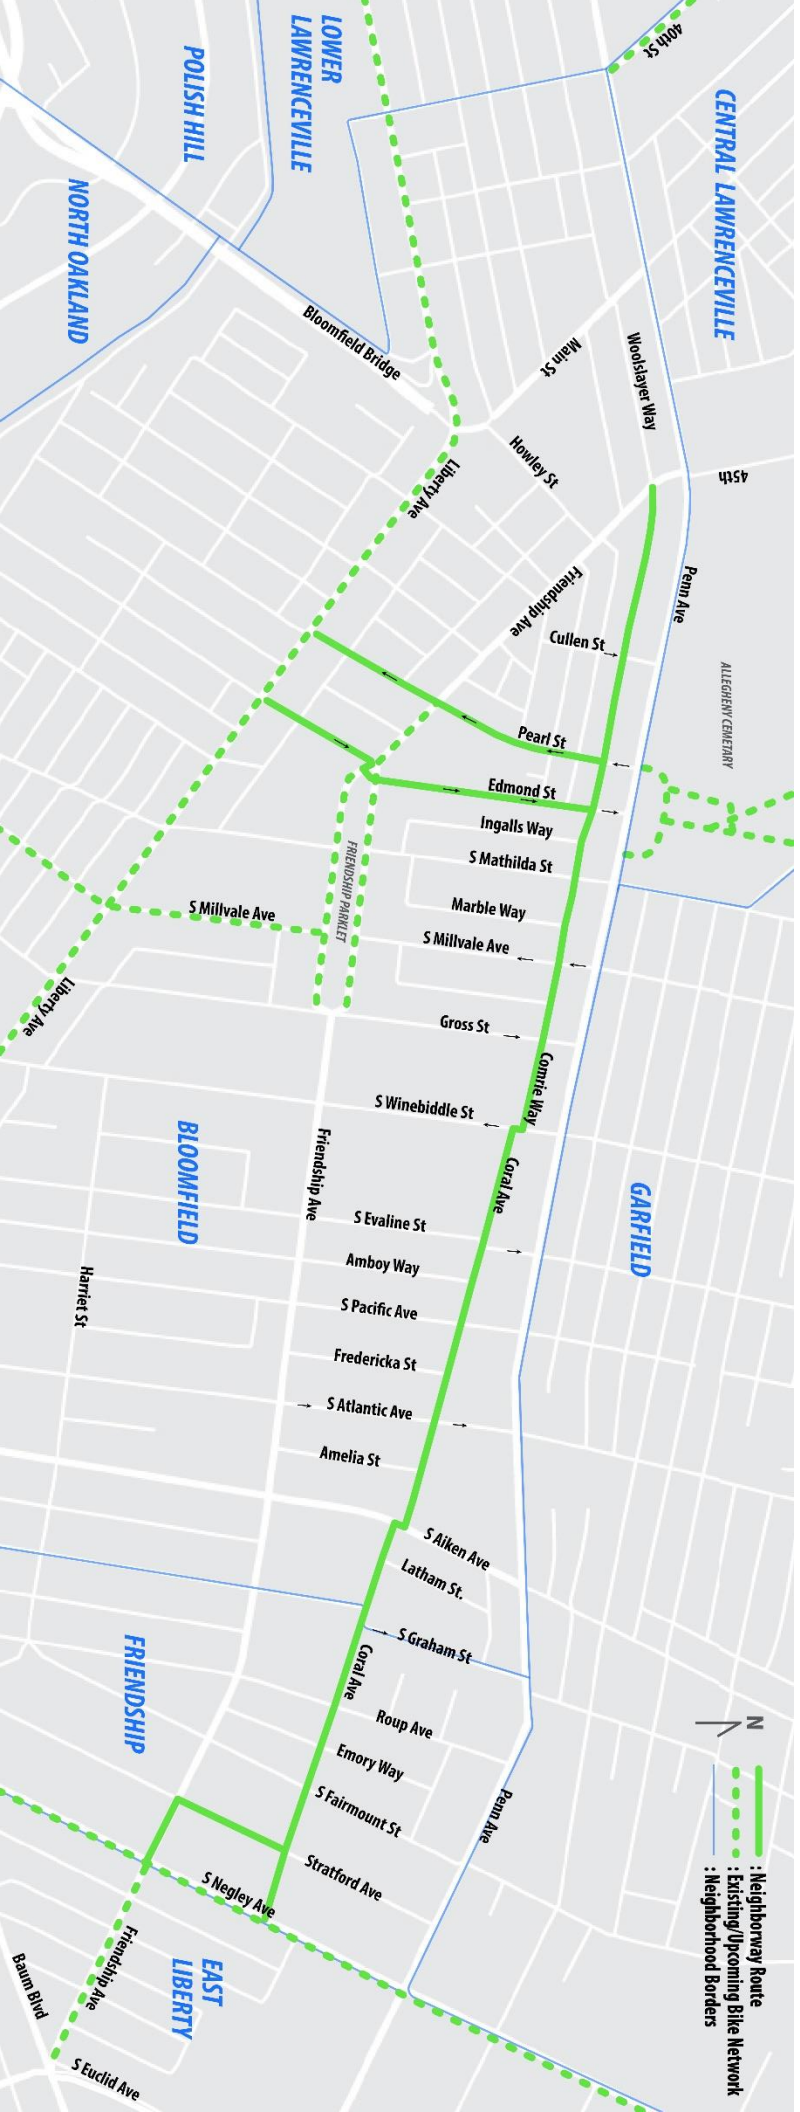 40th St
LOWER
LAWRENCEVILLE
POLISH HILL
CENTRAL LAWRENCEVILLE
NORTH OAKLAND
Bloomfield Bridge
Main St
Woolslayer Way
Howley St
Liberty Ave
45th
Penn Ave
Friendship Ave
Cullen St
ALLEGHENY CEMETARY
Pearl St
Edmond St
Ingalls Way
S Mathilda St
FRIENDSHIP PARKLET
Marble Way
S Millvale Ave
S Millvale Ave
Liberty Ave
Gross St
Comrie Way
S Winebiddle St
BLOOMFIELD
Friendship Ave
Coral Ave
GARFIELD
S Evaline St
Amboy Way
Harriet St
S Pacific Ave
Fredericka St
S Atlantic Ave
Amelia St
S Aiken Ave
Latham St.
FRIENDSHIP
S Graham St
Coral Ave
Roup Ave
Emory Way
S Fairmount St
Penn Ave
Stratford Ave
S Negley Ave
Friendship Ave
EAST
LIBERTY
Baum Blvd
S Euclid Ave
N
: Neighborway Route
: Existing/Upcoming Bike Network
: Neighborhood Borders